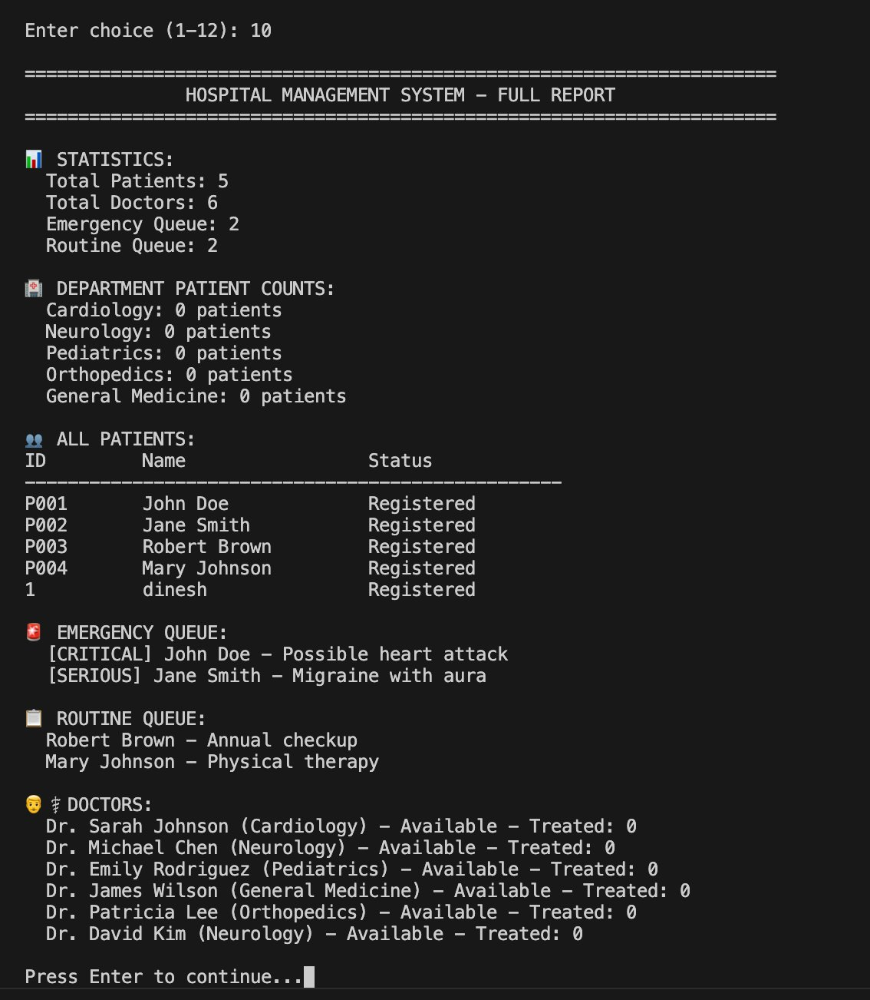 Enter choice (1-12): 10
======================================================================
HOSPITAL MANAGEMENT SYSTEM - FULL REPORT
======================================================================
📊 STATISTICS:
Total Patients: 5
Total Doctors: 6
Emergency Queue: 2
Routine Queue: 2
🏥 DEPARTMENT PATIENT COUNTS:
Cardiology: 0 patients
Neurology: 0 patients
Pediatrics: 0 patients
Orthopedics: 0 patients
General Medicine: 0 patients
👥 ALL PATIENTS:
ID Name Status
--------------------------------------------------
P001 John Doe Registered
P002 Jane Smith Registered
P003 Robert Brown Registered
P004 Mary Johnson Registered
1 dinesh Registered
🚨 EMERGENCY QUEUE:
[CRITICAL] John Doe - Possible heart attack
[SERIOUS] Jane Smith - Migraine with aura
📋 ROUTINE QUEUE:
Robert Brown - Annual checkup
Mary Johnson - Physical therapy
👨 ⚕ DOCTORS:
Dr. Sarah Johnson (Cardiology) - Available - Treated: 0
Dr. Michael Chen (Neurology) - Available - Treated: 0
Dr. Emily Rodriguez (Pediatrics) - Available - Treated: 0
Dr. James Wilson (General Medicine) - Available - Treated: 0
Dr. Patricia Lee (Orthopedics) - Available - Treated: 0
Dr. David Kim (Neurology) - Available - Treated: 0
Press Enter to continue...